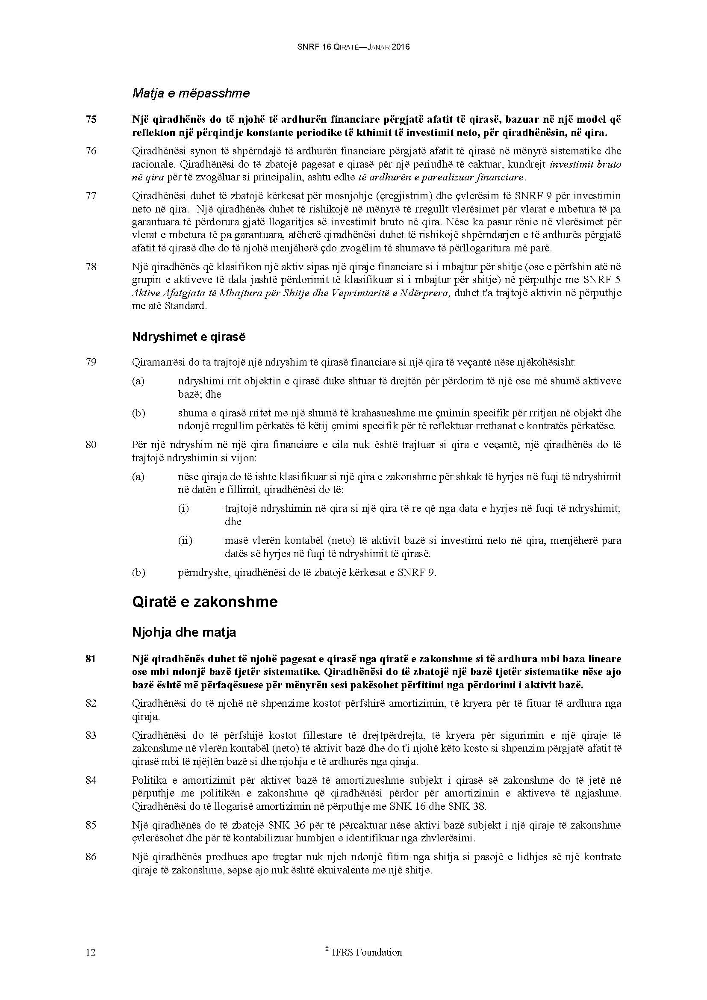 SNRF 16 QIRATË—JANAR 2016
Matja e mëpasshme
75 Një qiradhënës do të njohë të ardhurën financiare përgjatë afatit të qirasë, bazuar në një model që
reflekton një përqindje konstante periodike të kthimit të investimit neto, për qiradhënësin, në qira.
76 Qiradhënësi synon të shpërndajë të ardhurën financiare përgjatë afatit të qirasë në mënyrë sistematike dhe
racionale. Qiradhënësi do të zbatojë pagesat e qirasë për një periudhë të caktuar, kundrejt investimit bruto
në qira për të zvogëluar si principalin, ashtu edhe të ardhurën e parealizuar financiare.
77 Qiradhënësi duhet të zbatojë kërkesat për mosnjohje (çregjistrim) dhe çvlerësim të SNRF 9 për investimin
neto në qira. Një qiradhënës duhet të rishikojë në mënyrë të rregullt vlerësimet për vlerat e mbetura të pa
garantuara të përdorura gjatë llogaritjes së investimit bruto në qira. Nëse ka pasur rënie në vlerësimet për
vlerat e mbetura të pa garantuara, atëherë qiradhënësi duhet të rishikojë shpërndarjen e të ardhurës përgjatë
afatit të qirasë dhe do të njohë menjëherë çdo zvogëlim të shumave të përllogaritura më parë.
78 Një qiradhënës që klasifikon një aktiv sipas një qiraje financiare si i mbajtur për shitje (ose e përfshin atë në
grupin e aktiveve të dala jashtë përdorimit të klasifikuar si i mbajtur për shitje) në përputhje me SNRF 5
Aktive Afatgjata të Mbajtura për Shitje dhe Veprimtaritë e Ndërprera, duhet t'a trajtojë aktivin në përputhje
me atë Standard.
Ndryshimet e qirasë
79 Qiramarrësi do ta trajtojë një ndryshim të qirasë financiare si një qira të veçantë nëse njëkohësisht:
(a) ndryshimi rrit objektin e qirasë duke shtuar të drejtën për përdorim të një ose më shumë aktiveve
bazë; dhe
(b) shuma e qirasë rritet me një shumë të krahasueshme me çmimin specifik për rritjen në objekt dhe
ndonjë rregullim përkatës të këtij çmimi specifik për të reflektuar rrethanat e kontratës përkatëse.
80 Për një ndryshim në një qira financiare e cila nuk është trajtuar si qira e veçantë, një qiradhënës do të
trajtojë ndryshimin si vijon:
(a) nëse qiraja do të ishte klasifikuar si një qira e zakonshme për shkak të hyrjes në fuqi të ndryshimit
në datën e fillimit, qiradhënësi do të:
(i) trajtojë ndryshimin në qira si një qira të re që nga data e hyrjes në fuqi të ndryshimit;
dhe
(ii) masë vlerën kontabël (neto) të aktivit bazë si investimi neto në qira, menjëherë para
datës së hyrjes në fuqi të ndryshimit të qirasë.
(b) përndryshe, qiradhënësi do të zbatojë kërkesat e SNRF 9.
Qiratë e zakonshme
Njohja dhe matja
81 Një qiradhënës duhet të njohë pagesat e qirasë nga qiratë e zakonshme si të ardhura mbi baza lineare
ose mbi ndonjë bazë tjetër sistematike. Qiradhënësi do të zbatojë një bazë tjetër sistematike nëse ajo
bazë është më përfaqësuese për mënyrën sesi pakësohet përfitimi nga përdorimi i aktivit bazë.
82 Qiradhënësi do të njohë në shpenzime kostot përfshirë amortizimin, të kryera për të fituar të ardhura nga
qiraja.
83 Qiradhënësi do të përfshijë kostot fillestare të drejtpërdrejta, të kryera për sigurimin e një qiraje të
zakonshme në vlerën kontabël (neto) të aktivit bazë dhe do t'i njohë këto kosto si shpenzim përgjatë afatit të
qirasë mbi të njëjtën bazë si dhe njohja e të ardhurës nga qiraja.
84 Politika e amortizimit për aktivet bazë të amortizueshme subjekt i qirasë së zakonshme do të jetë në
përputhje me politikën e zakonshme që qiradhënësi përdor për amortizimin e aktiveve të ngjashme.
Qiradhënësi do të llogarisë amortizimin në përputhje me SNK 16 dhe SNK 38.
85 Një qiradhënës do të zbatojë SNK 36 për të përcaktuar nëse aktivi bazë subjekt i një qiraje të zakonshme
çvlerësohet dhe për të kontabilizuar humbjen e identifikuar nga zhvlerësimi.
86 Një qiradhënës prodhues apo tregtar nuk njeh ndonjë fitim nga shitja si pasojë e lidhjes së një kontrate
qiraje të zakonshme, sepse ajo nuk është ekuivalente me një shitje.
12 © IFRS Foundation